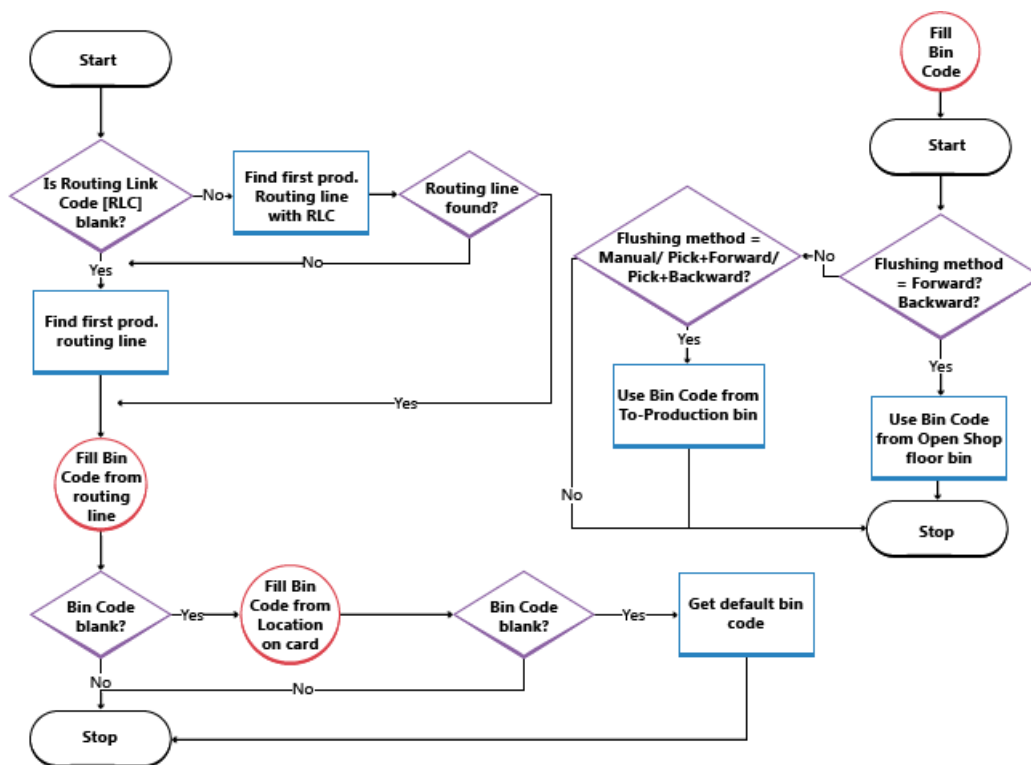 Start
Is Routing Link
Code [RLC]
blank?
No
Find first prod.
Routing line
with RLC
Routing line
found?
No
Yes
Find first prod.
routing line
Yes
Fill Bin
Code from
routing
line
Bin Code
blank?
Yes
Fill Bin
Code from
Location
on card
Bin Code
blank?
Yes
Get default bin
code
No
No
Stop
Fill
Bin
Code
Start
Flushing method
= Forward?
Backward?
No
Flushing method =
Manual/ Pick+Forward/
Pick+Backward?
Yes
Use Bin Code from
To-Production bin
Yes
Use Bin Code
from Open Shop
floor bin
No
Stop